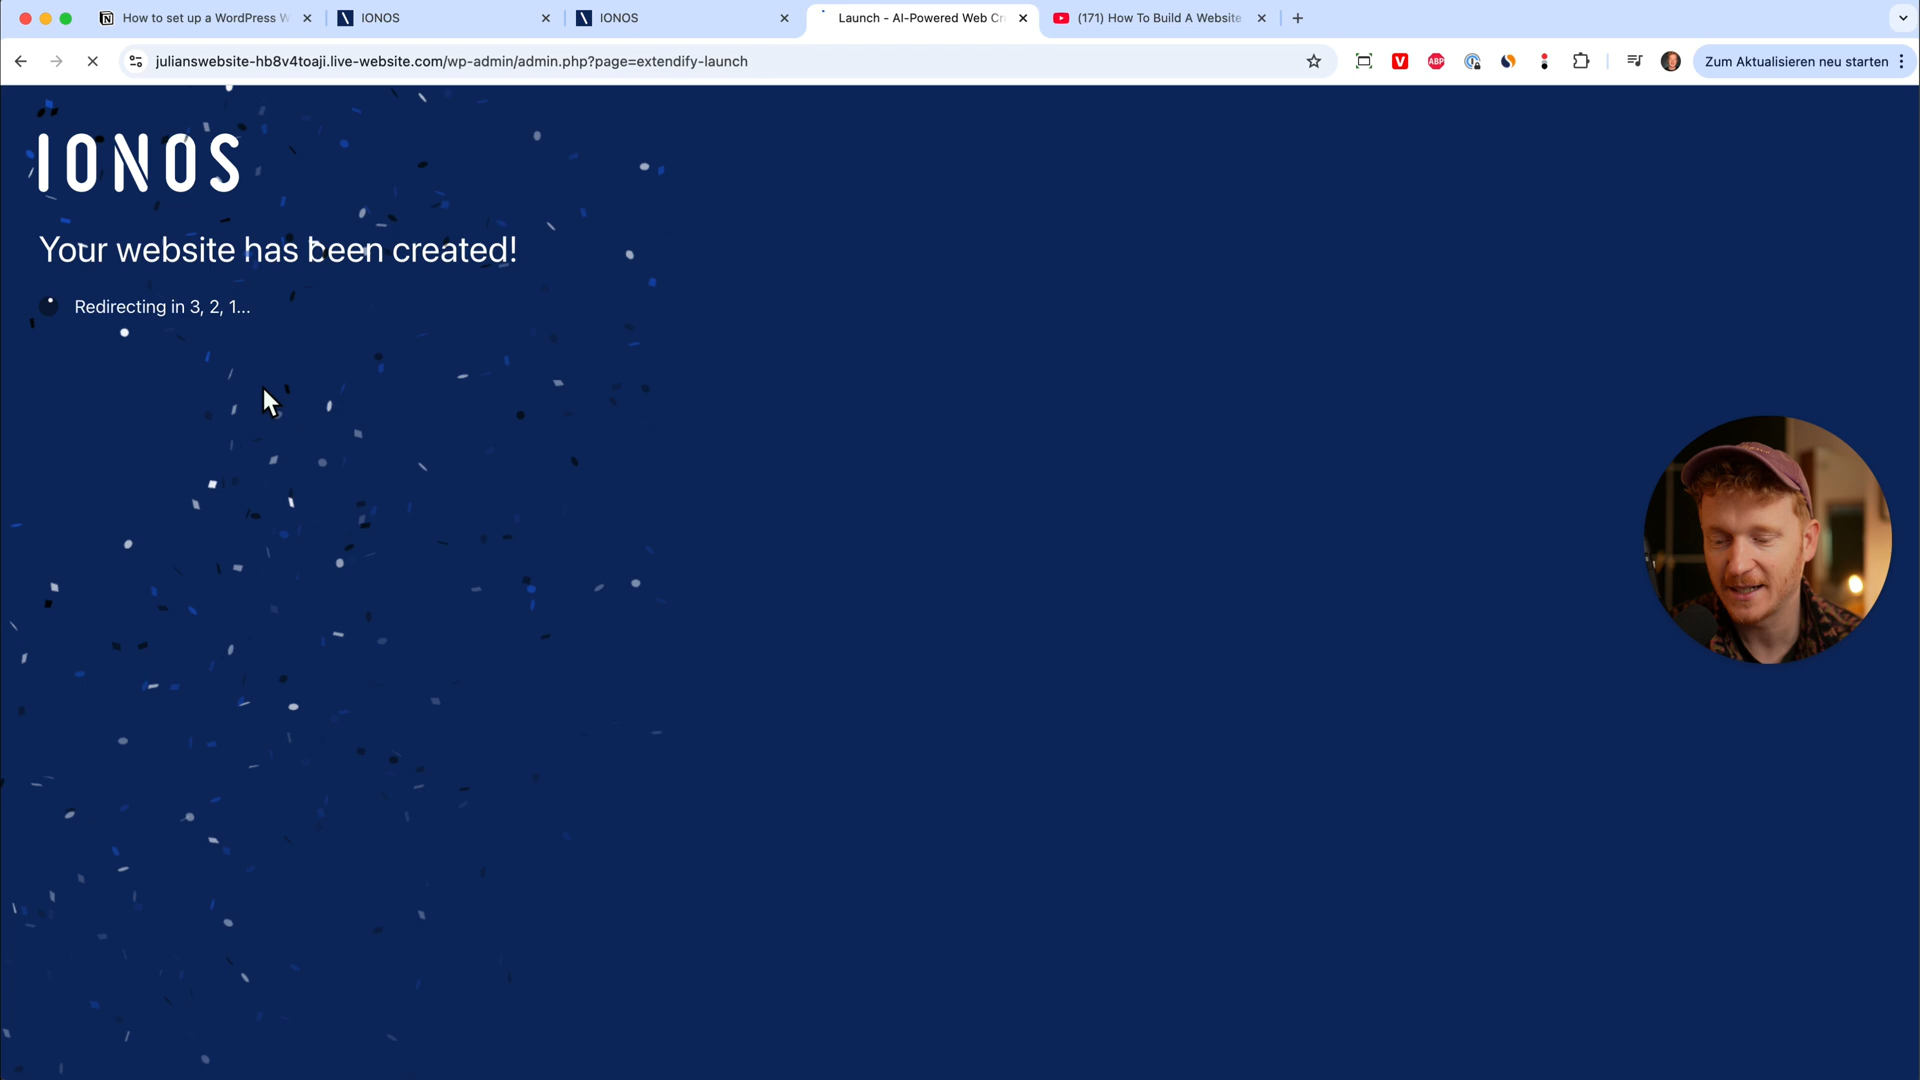 How to set up a WordPress W
IONOS
IONOS
Launch - AI-Powered Web Cr
(171) How To Build A Website
julianswebsite-hb8v4toaji.live-website.com/wp-admin/admin.php?page=extendify-launch
V
ABP
Zum Aktualisieren neu starten
IONOS
Your website has been created!
Redirecting in 3, 2, 1...